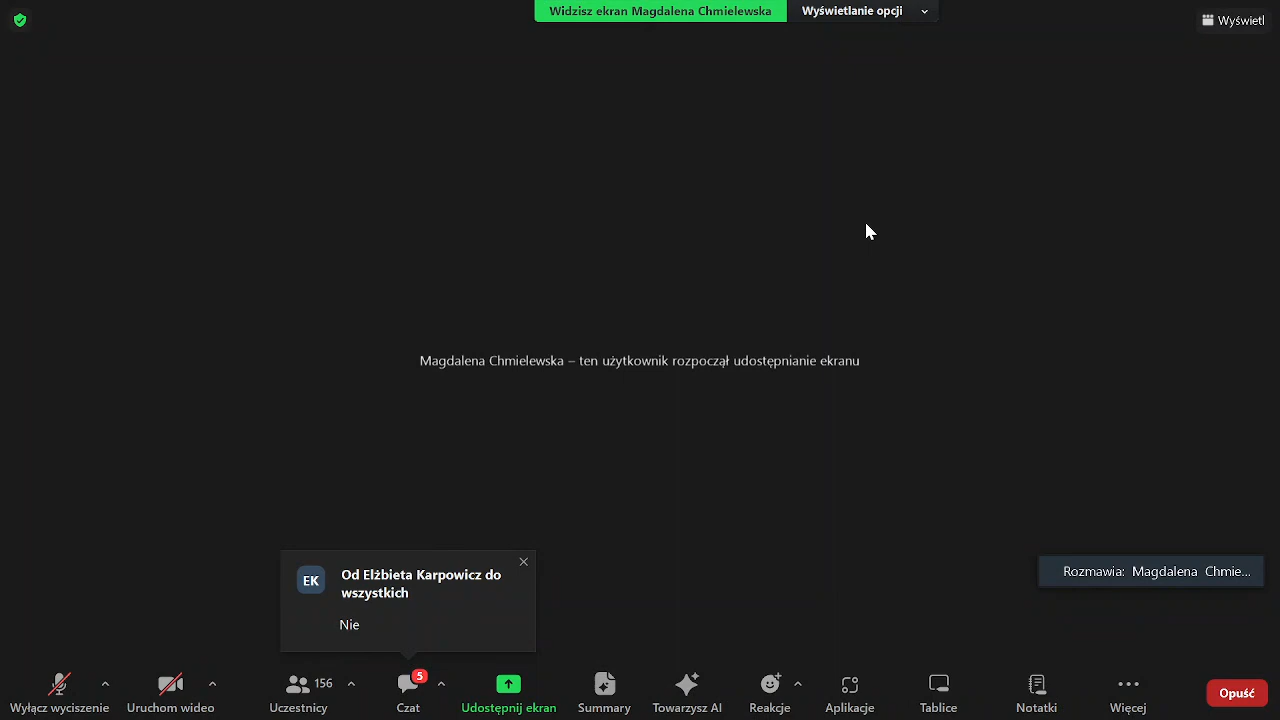 Widzisz ekran Magdalena Chmielewska
Wyświetlanie opcji
Wyświetl
Magdalena Chmielewska – ten użytkownik rozpoczął udostępnianie ekranu
EK
Od Elżbieta Karpowicz do
wszystkich
Nie
Rozmawia: Magdalena Chmie...
156
5
Wyłącz wyciszenie
Uruchom wideo
Uczestnicy
Czat
Udostępnij ekran
Summary
Towarzysz AI
Reakcje
Aplikacje
Tablice
Notatki
Więcej
Opuść